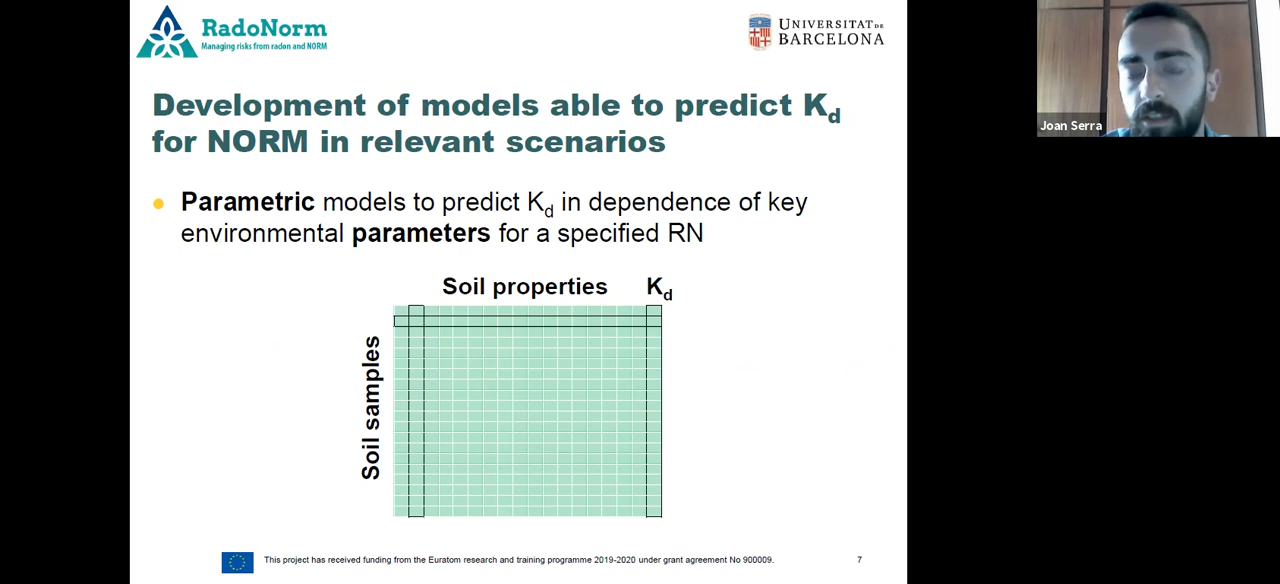 RadoNorm
Managing risks from radon and NORM
UNIVERSITAT DE
BARCELONA
Joan Serra
Development of models able to predict Kd
for NORM in relevant scenarios
Parametric models to predict Kd in dependence of key
environmental parameters for a specified RN
Soil properties Kd
Soil samples
This project has received funding from the Euratom research and training programme 2019-2020 under grant agreement No 900009.
7